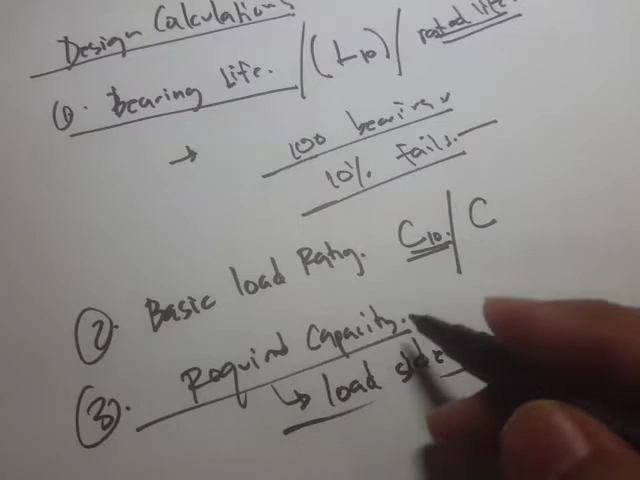 Design Calculations
①. Bearing Life. / (L10) / rated life.
→ 100 bearings
10% fails.
②. Basic load Rating. C10. / C
③. Required Capacity.
↳ load